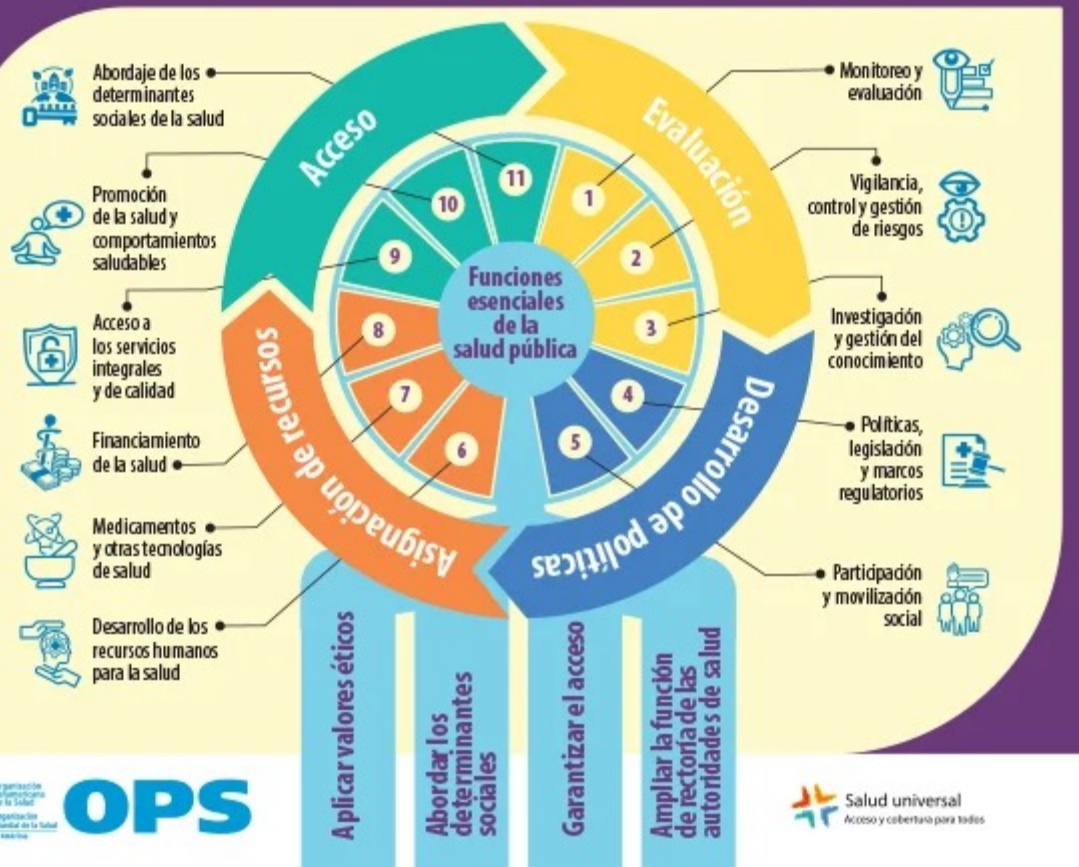 Abordaje de los
determinantes
sociales de la salud
Promoción
de la salud y
comportamientos
saludables
Acceso a
los servicios
integrales
y de calidad
Financiamiento
de la salud
Medicamentos
y otras tecnologías
de salud
Desarrollo de los
recursos humanos
para la salud
Acceso
Evaluación
Desarrollo de políticas
Asignación de recursos
11
1
10
2
9
3
8
4
7
5
6
Funciones
esenciales
de la
salud pública
Monitoreo y
evaluación
Vigilancia,
control y gestión
de riesgos
Investigación
y gestión del
conocimiento
Políticas,
legislación
y marcos
regulatorios
Participación
y movilización
social
Aplicar valores éticos
Abordar los
determinantes
sociales
Garantizar el acceso
Ampliar la función
de rectoría de las
autoridades de salud
OPS
Salud universal
Acceso y cobertura para todos